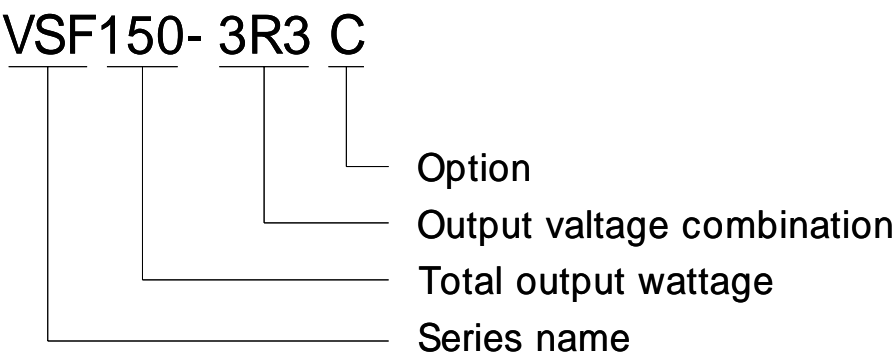 VSF150- 3R3 C
Option
Output valtage combination
Total output wattage
Series name